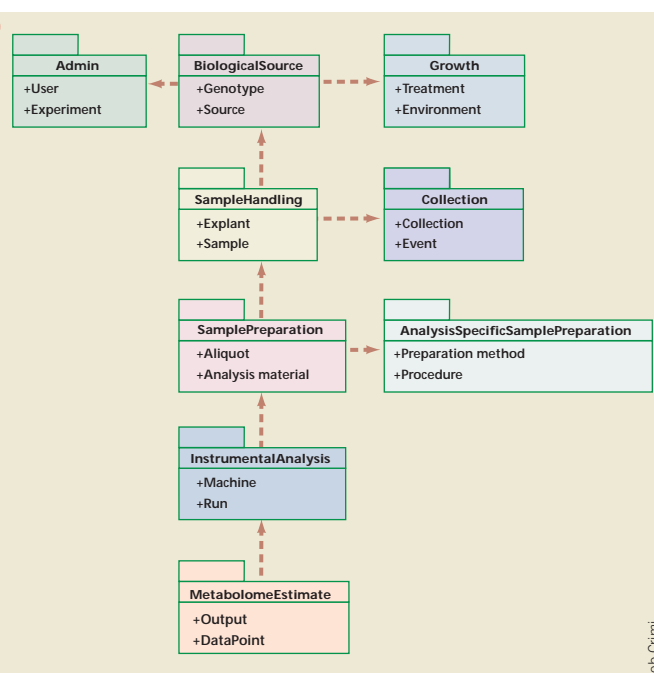 Admin
+User
+Experiment
BiologicalSource
+Genotype
+Source
Growth
+Treatment
+Environment
SampleHandling
+Explant
+Sample
Collection
+Collection
+Event
SamplePreparation
+Aliquot
+Analysis material
AnalysisSpecificSamplePreparation
+Preparation method
+Procedure
InstrumentalAnalysis
+Machine
+Run
MetabolomeEstimate
+Output
+DataPoint
Crimi